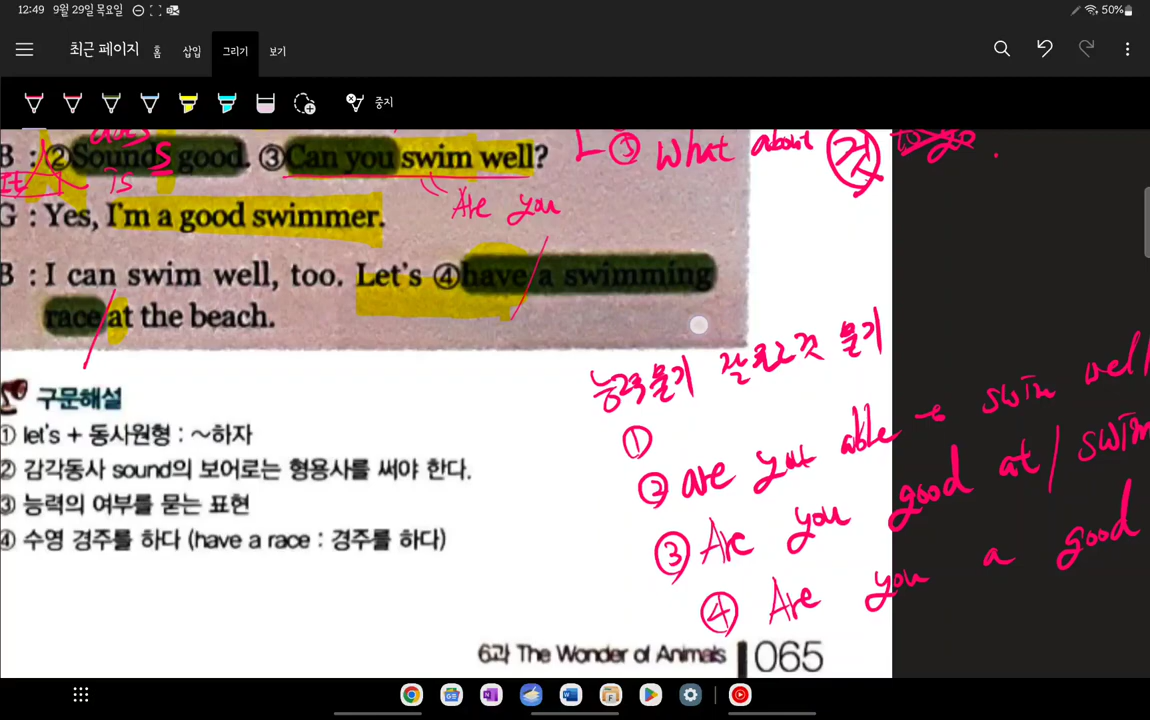 12:49 9월 29일 목요일 50%
최근 페이지 홈 삽입 그리기 보기
중지
does
B : ②Sounds good. ③Can you swim well?
L ③ What about 것
It is
Are you
G : Yes, I'm a good swimmer.
B : I can swim well, too. Let's ④have a swimming
race at the beach.
능력묻기 잘 묻기
구문해설
① let's + 동사원형 : ～하자
② 감각동사 sound의 보어로는 형용사를 써야 한다.
③ 능력의 여부를 묻는 표현
④ 수영 경주를 하다 (have a race : 경주를 하다)
①
② are you able to swim well
③ Are you good at / swim
④ Are you a good
6과 The Wonder of Animals 065